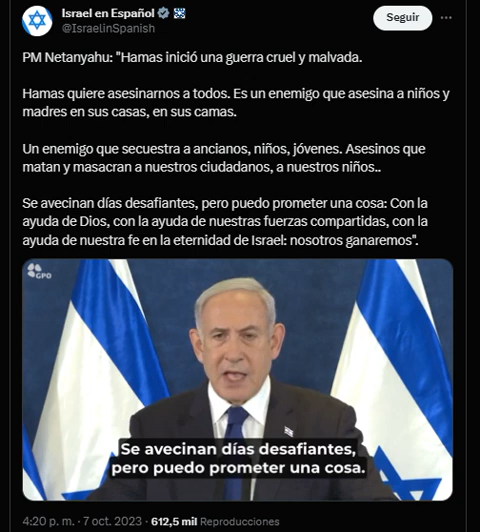 Israel en Español
@IsraelinSpanish
Seguir
PM Netanyahu: "Hamas inició una guerra cruel y malvada.
Hamas quiere asesinarnos a todos. Es un enemigo que asesina a niños y
madres en sus casas, en sus camas.
Un enemigo que secuestra a ancianos, niños, jóvenes. Asesinos que
matan y masacran a nuestros ciudadanos, a nuestros niños..
Se avecinan días desafiantes, pero puedo prometer una cosa: Con la
ayuda de Dios, con la ayuda de nuestras fuerzas compartidas, con la
ayuda de nuestra fe en la eternidad de Israel: nosotros ganaremos".
GPO
Se avecinan días desafiantes,
pero puedo prometer una cosa.
4:20 p. m. · 7 oct. 2023 · 612,5 mil Reproducciones